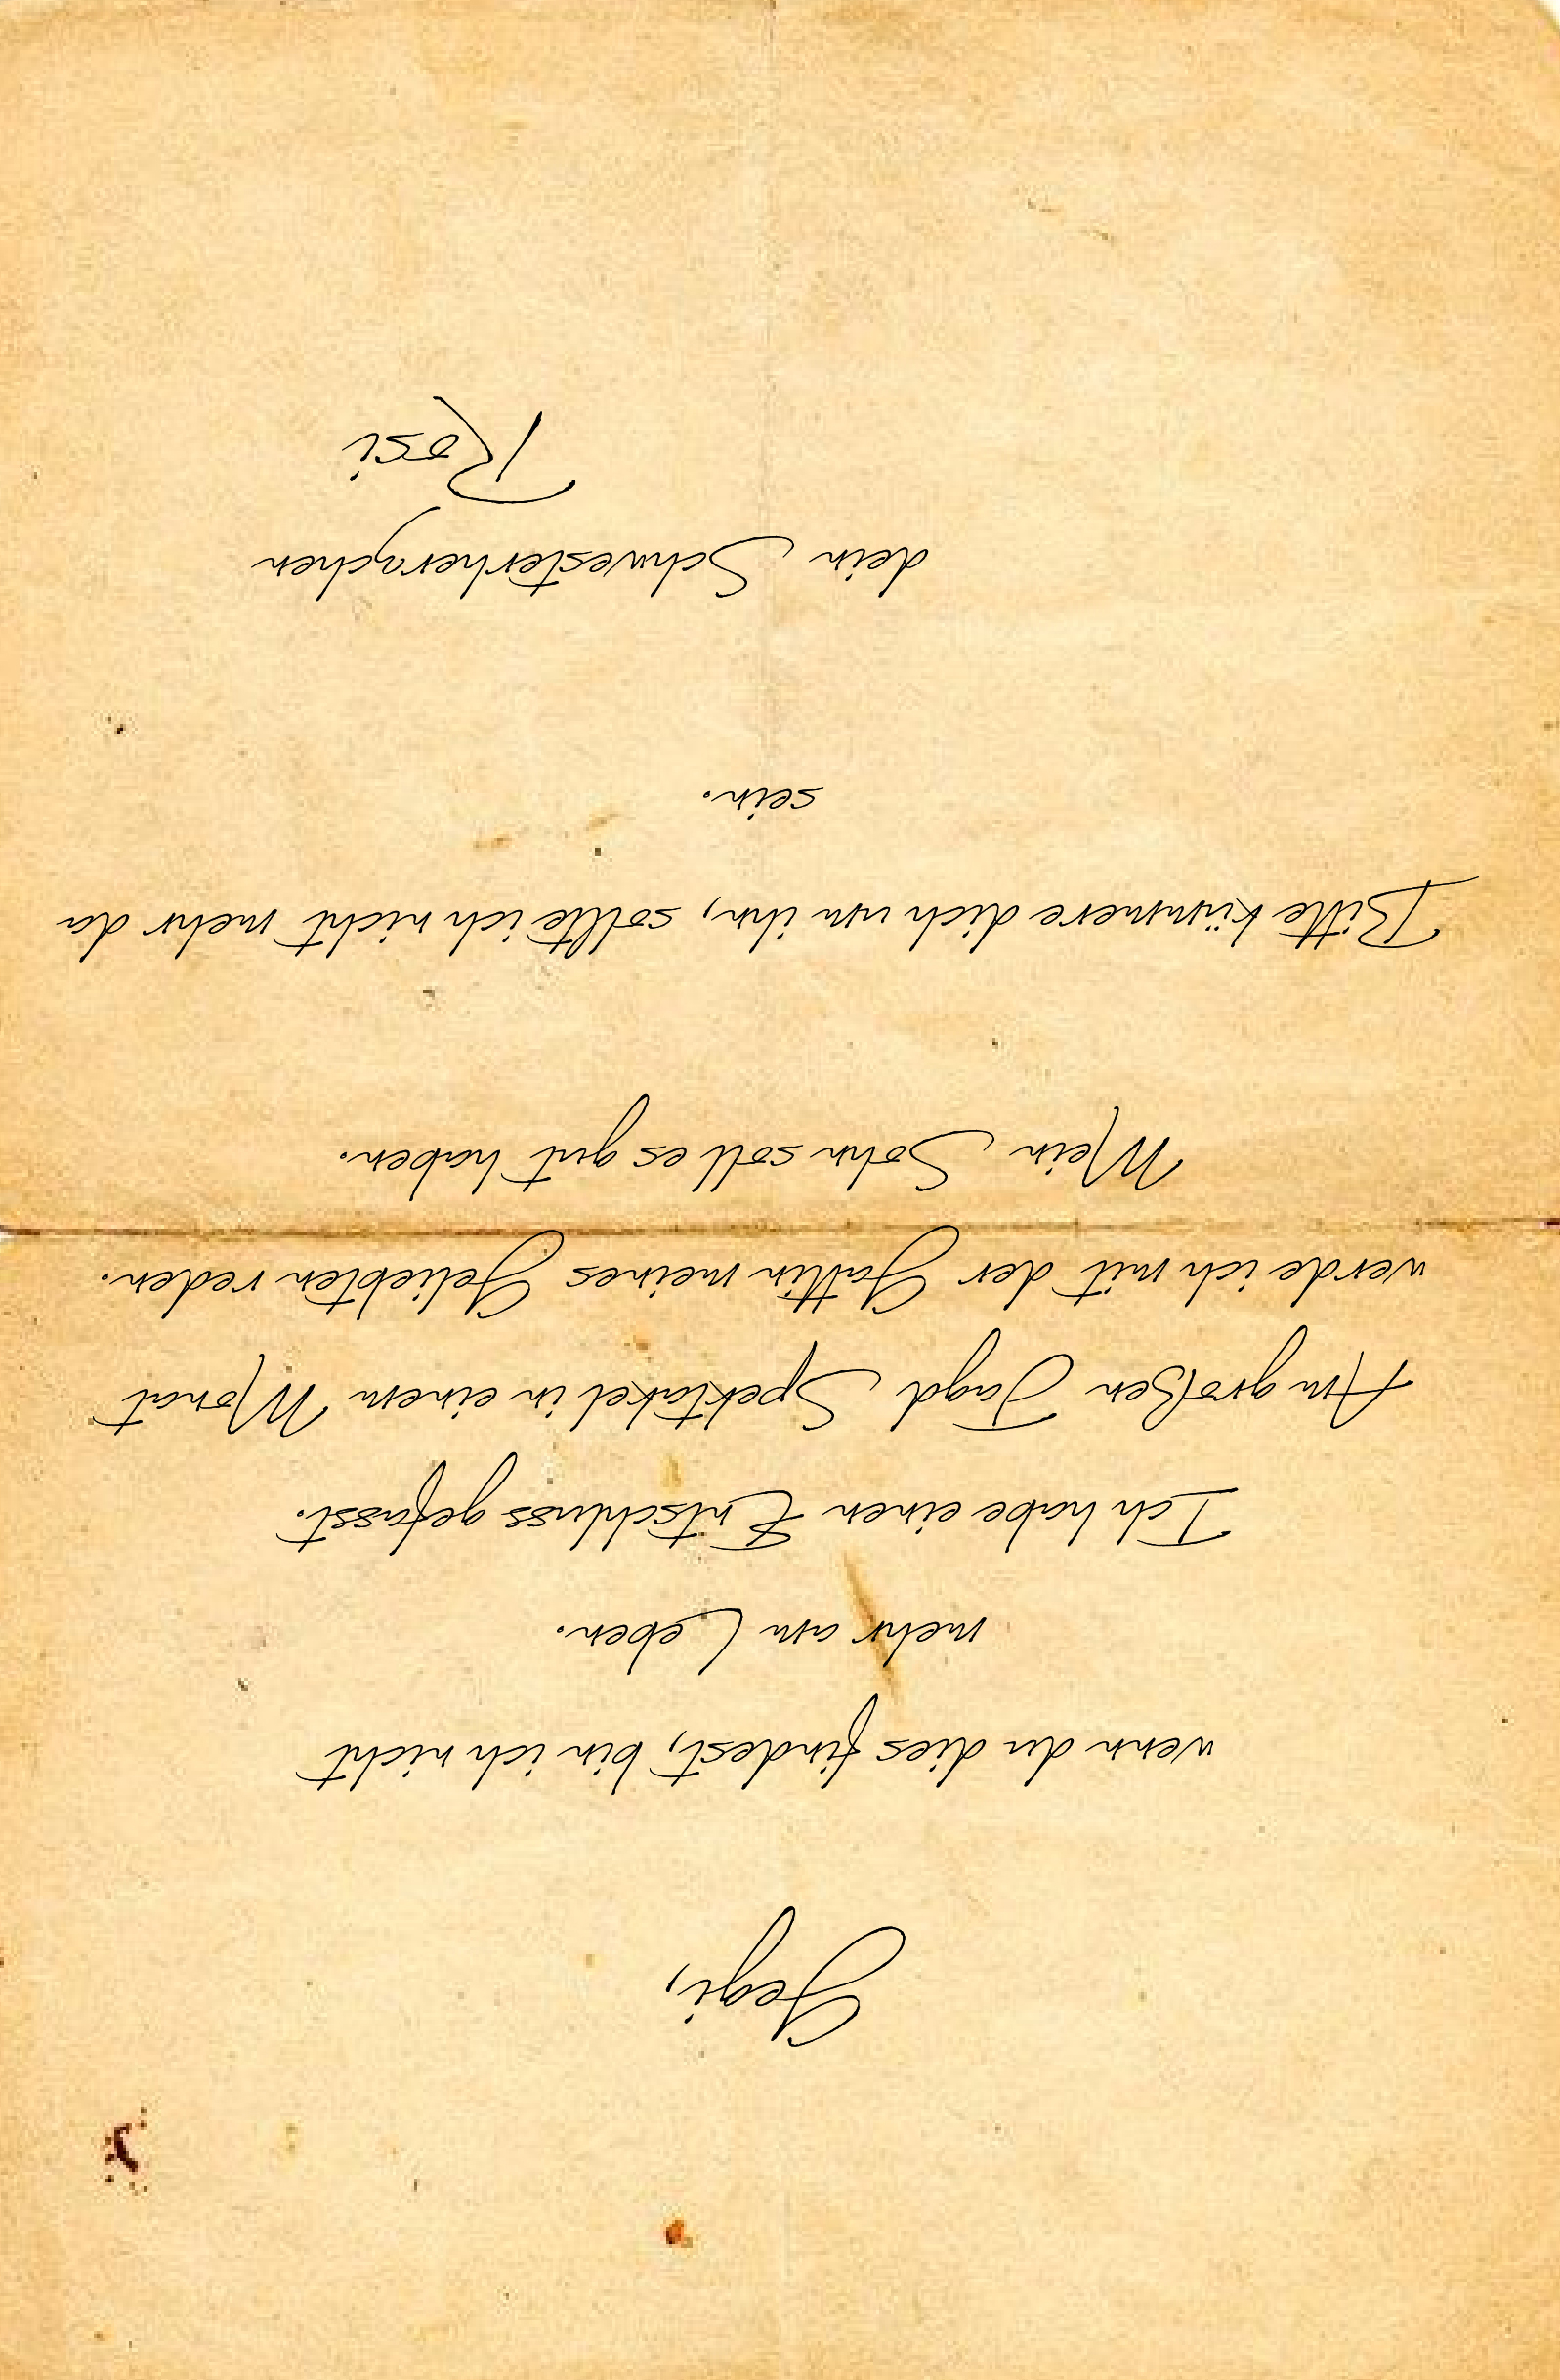 Gegi,
wenn du dies findest, bin ich nicht
mehr am Leben.
Ich habe einen Entschluss gefasst.
Am großen Jagd Spektakel in einem Monat
werde ich mit der Gattin meines Geliebten reden.
Mein Sohn soll es gut haben.
Bitte kümmere dich um ihn, sollte ich nicht mehr da
sein.
dein Schwesterherzchen
Rosi